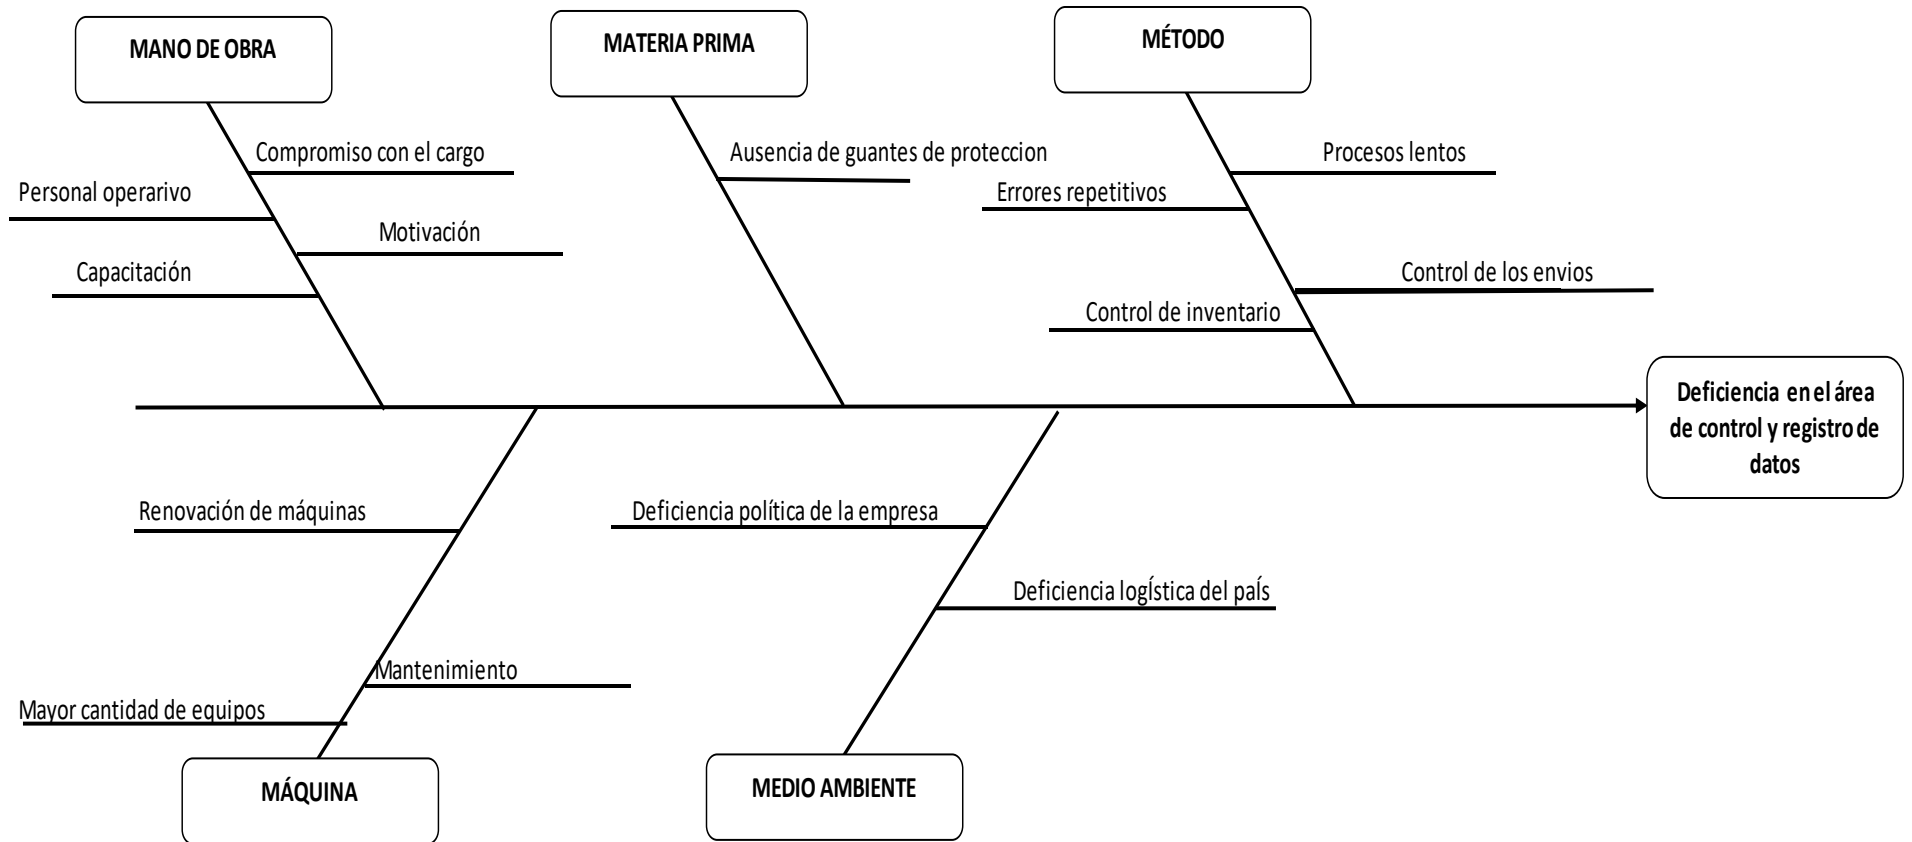 MANO DE OBRA
MATERIA PRIMA
MÉTODO
Compromiso con el cargo
Personal operarivo
Motivación
Capacitación
Ausencia de guantes de proteccion
Procesos lentos
Errores repetitivos
Control de los envios
Control de inventario
Deficiencia en el área
de control y registro de
datos
Renovación de máquinas
Mantenimiento
Mayor cantidad de equipos
Deficiencia política de la empresa
Deficiencia logÍstica del paÍs
MÁQUINA
MEDIO AMBIENTE